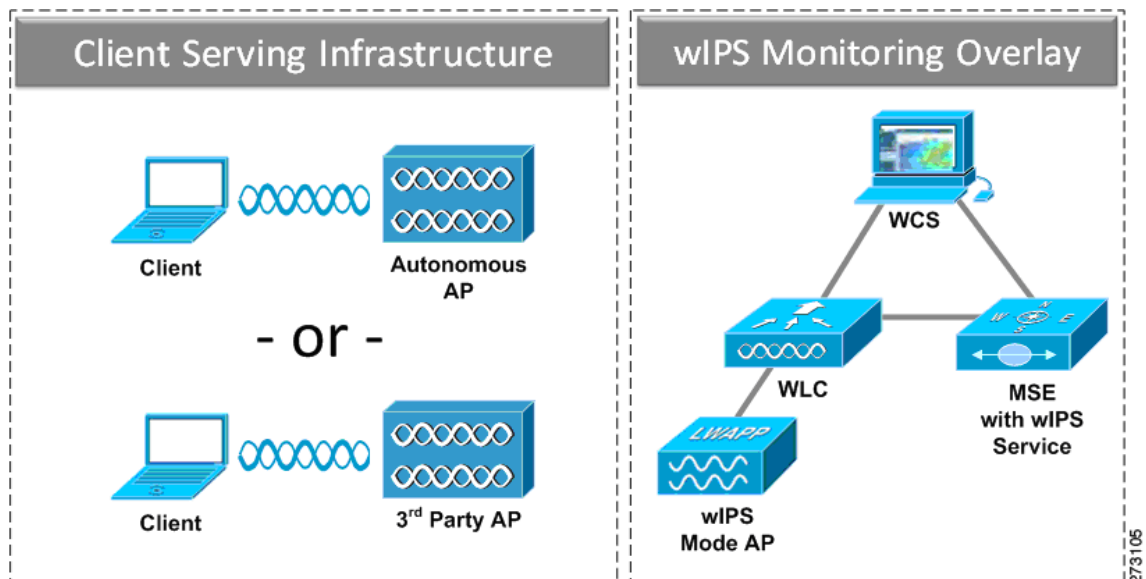 Client Serving Infrastructure
Client
Autonomous
AP
- or -
Client
3rd Party AP
wIPS Monitoring Overlay
WCS
N
W
E
S
WLC
MSE
with wIPS
Service
LWAPP
wIPS
Mode AP
273105